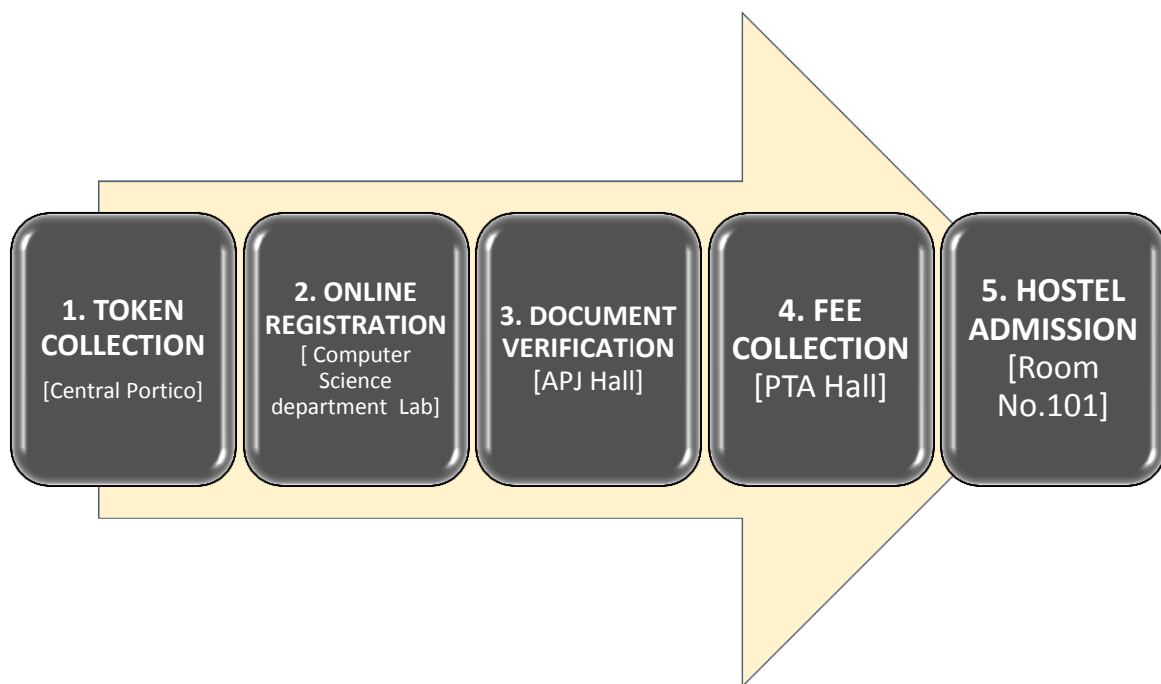 1. TOKEN
COLLECTION
[Central Portico]
2. ONLINE
REGISTRATION
[ Computer
Science
department Lab]
3. DOCUMENT
VERIFICATION
[APJ Hall]
4. FEE
COLLECTION
[PTA Hall]
5. HOSTEL
ADMISSION
[Room
No.101]